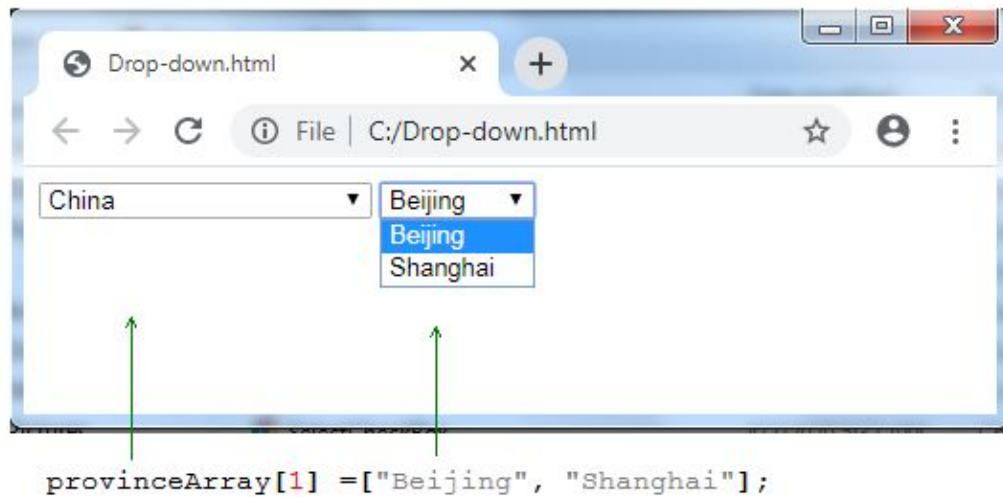 Drop-down.html
File | C:/Drop-down.html
China Beijing
Beijing
Shanghai
provinceArray[1] =["Beijing", "Shanghai"];